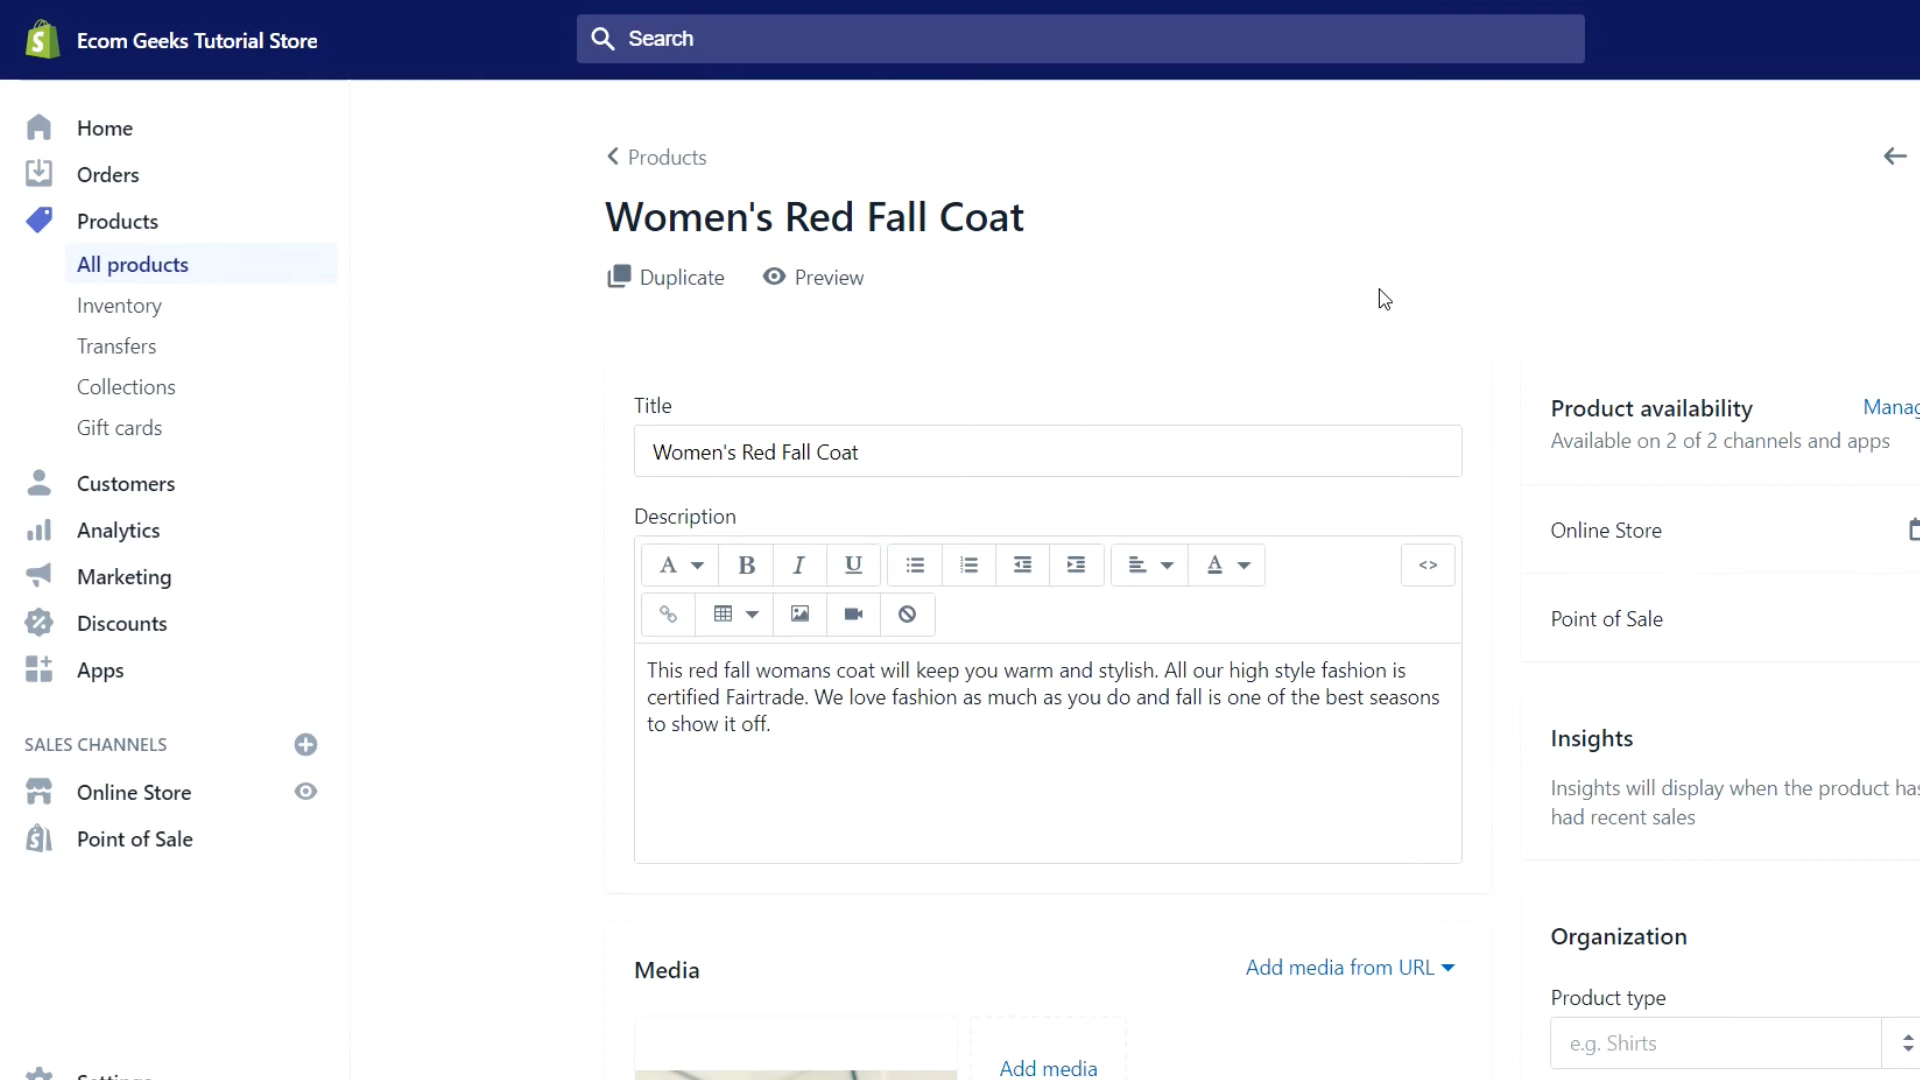 Ecom Geeks Tutorial Store
Search
Home
Orders
Products
All products
Inventory
Transfers
Collections
Gift cards
Customers
Analytics
Marketing
Discounts
Apps
SALES CHANNELS
Online Store
Point of Sale
Products
Women's Red Fall Coat
Duplicate Preview
Title
Women's Red Fall Coat
Description
A B I U A <>
This red fall womans coat will keep you warm and stylish. All our high style fashion is
certified Fairtrade. We love fashion as much as you do and fall is one of the best seasons
to show it off.
Media Add media from URL
Add media
Product availability
Available on 2 of 2 channels and apps
Online Store
Point of Sale
Insights
Insights will display when the product has
had recent sales
Organization
Product type
e.g. Shirts